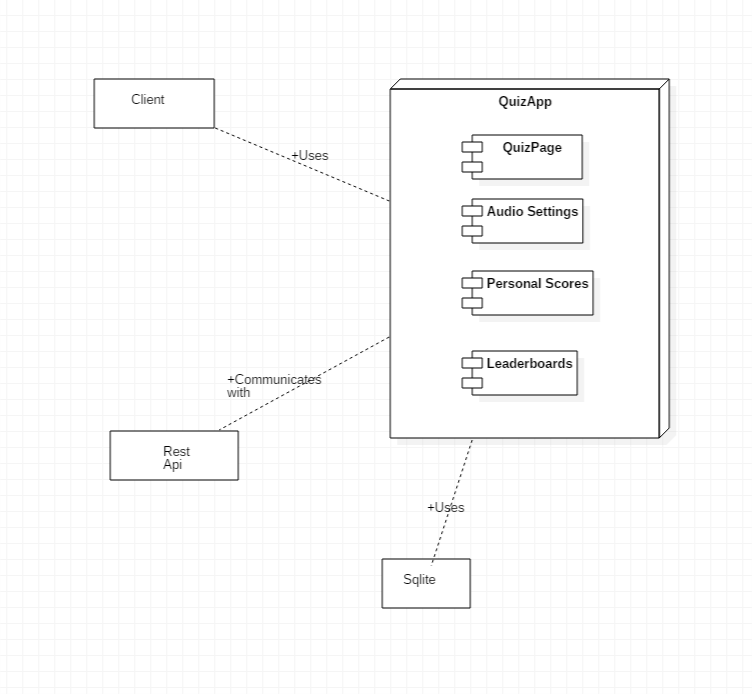 QuizApp
Client
QuizPage
+Uses
Audio Settings
Personal Scores
Leaderboards
+Communicates
with
Rest
Api
+Uses
Sqlite